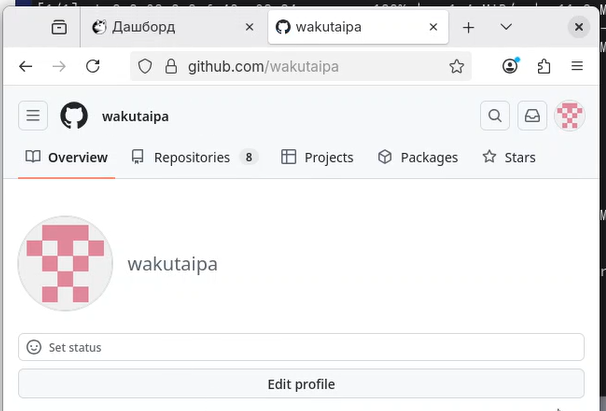 Дашборд
wakutaipa
github.com/wakutaipa
wakutaipa
Overview
Repositories 8
Projects
Packages
Stars
wakutaipa
Set status
Edit profile